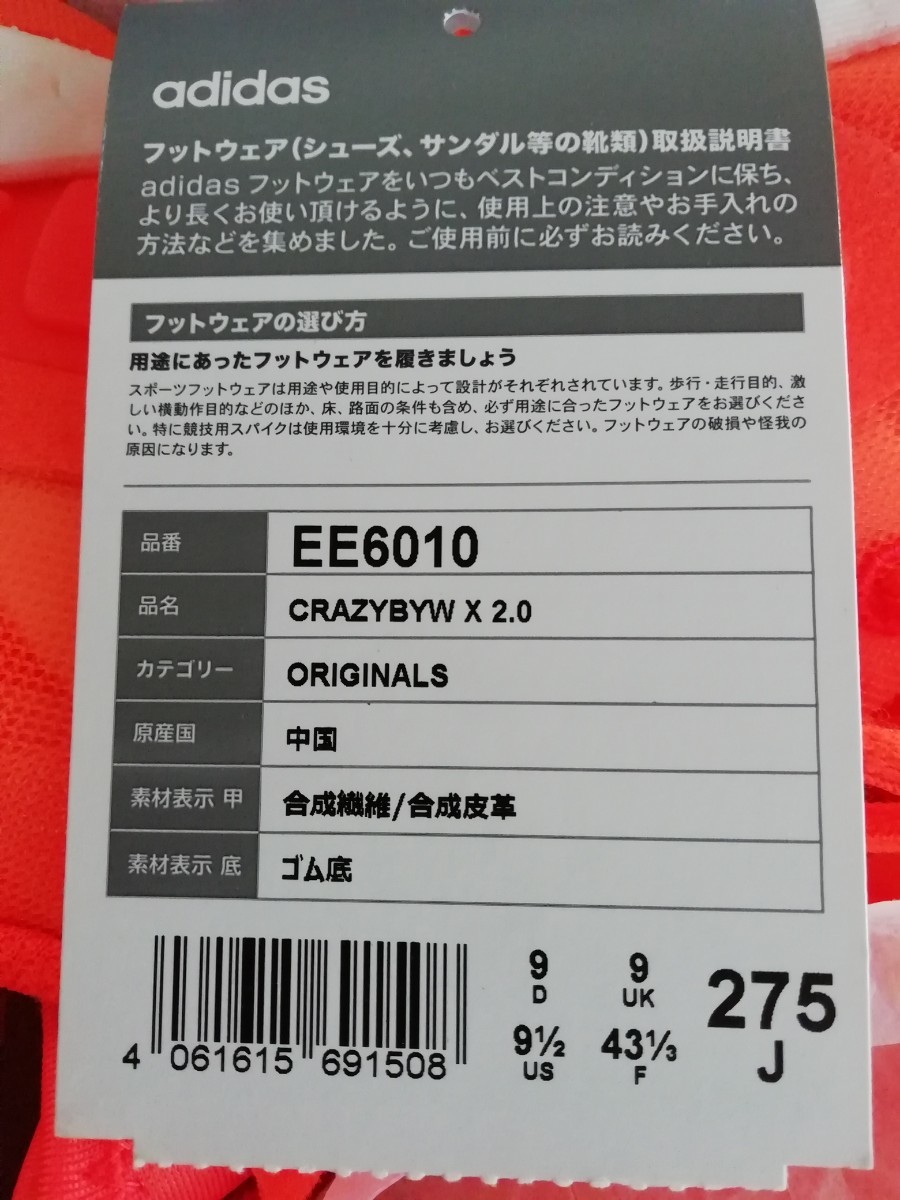 adidas
フットウェア(シューズ、サンダル等の靴類)取扱説明書
adidas フットウェアをいつもベストコンディションに保ち、
より長くお使い頂けるように、使用上の注意やお手入れの
方法などを集めました。ご使用前に必ずお読みください。
フットウェアの選び方
用途にあったフットウェアを履きましょう
スポーツフットウェアは用途や使用目的によって設計がそれぞれされています。歩行・走行目的、激
しい横動作目的などのほか、床、路面の条件も含め、必ず用途に合ったフットウェアをお選びくださ
い。特に競技用スパイクは使用環境を十分に考慮し、お選びください。フットウェアの破損や怪我の
原因になります。
品番 EE6010
品名 CRAZYBYW X 2.0
カテゴリー ORIGINALS
原産国 中国
素材表示 甲 合成繊維/合成皮革
素材表示 底 ゴム底
9 9 275
D UK J
9½ 43⅓
US F
4 061615 691508